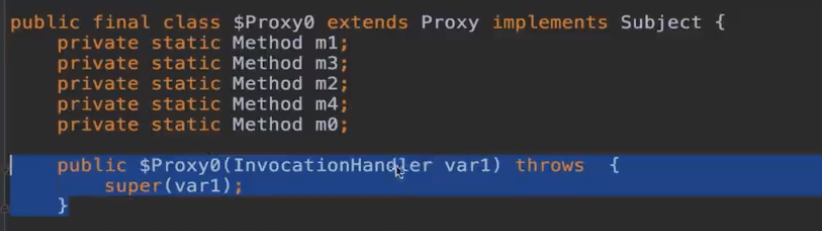 public final class $Proxy0 extends Proxy implements Subject {
    private static Method m1;
    private static Method m3;
    private static Method m2;
    private static Method m4;
    private static Method m0;
    public $Proxy0(InvocationHandler var1) throws  {
        super(var1);
    }